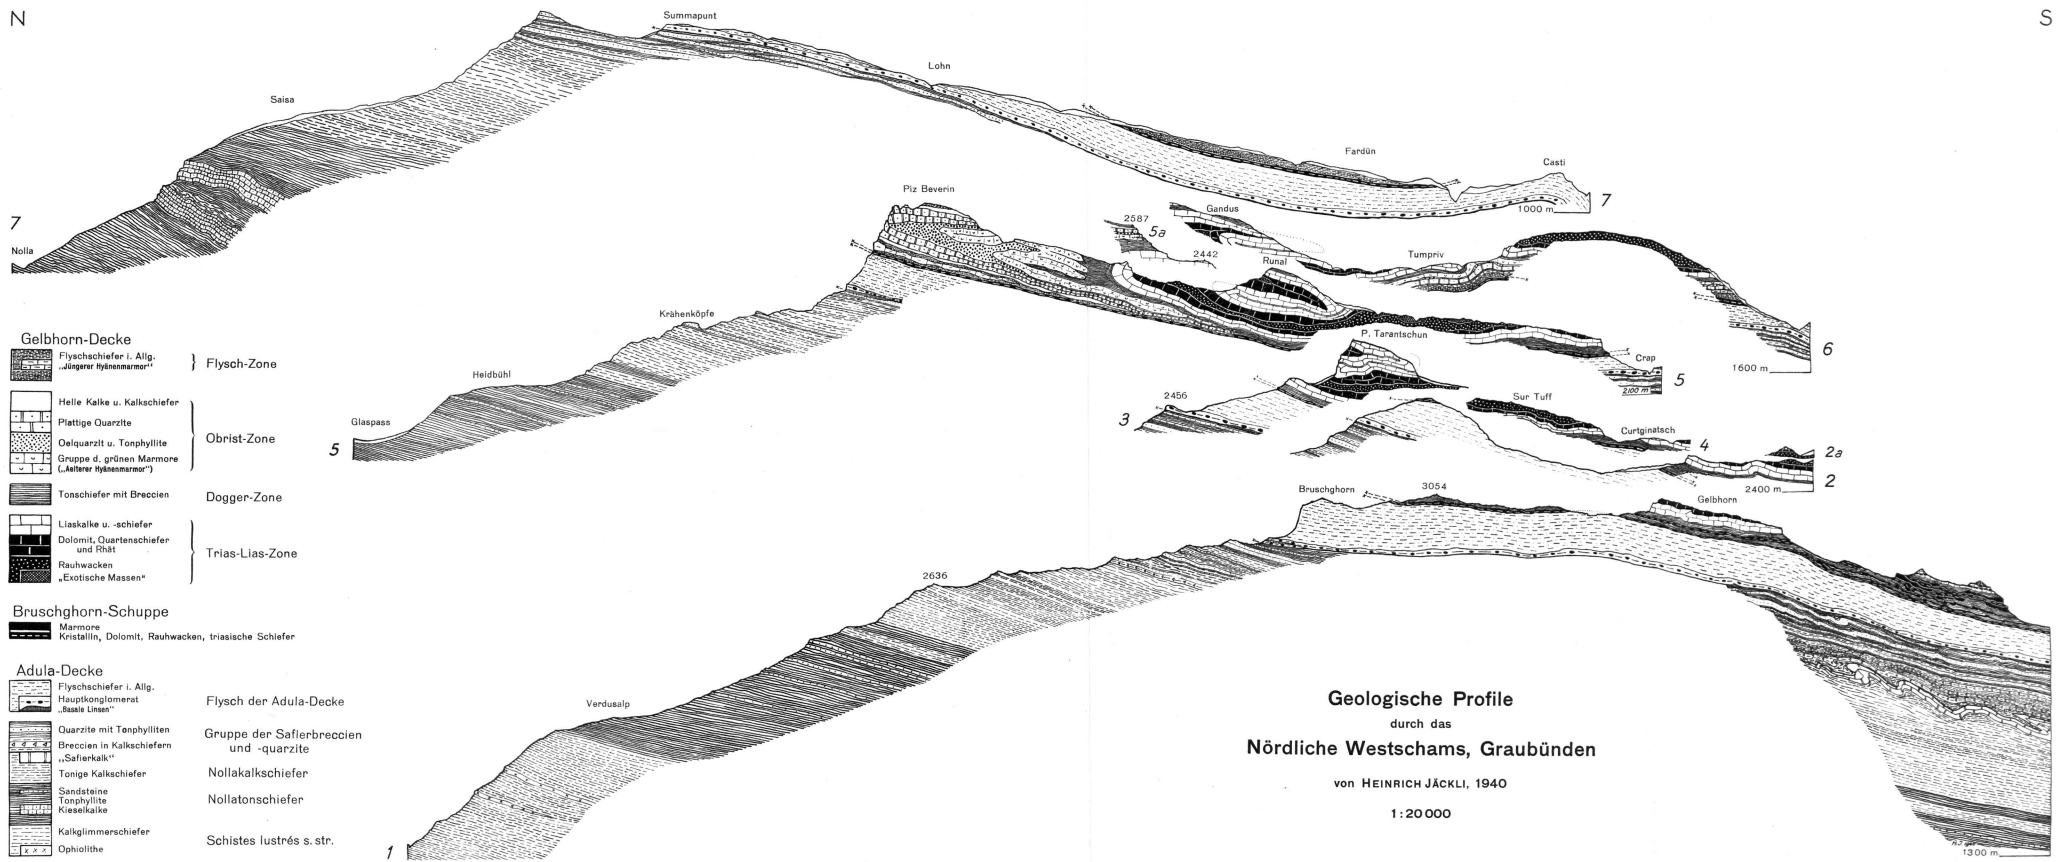 N
S
Summapunt
Lohn
Saisa
Fardün
Casti
Piz Beverin
1000 m
7
7
Nolla
Gandus
2587
5a
2442
Runal
Tumpriv
Krähenköpfe
P. Tarantschun
6
1600 m
Crap
5
2100 m
Heidbühl
2456
3
Sur Tuff
Glaspass
5
Curtginatsch
4
2a
2
2400 m
Bruschghorn
3054
Gelbhorn
2636
Verdusalp
1
1300 m
Gelbhorn-Decke
Flyschschiefer i. Allg.
„Jüngerer Hyänenmarmor"
Flysch-Zone
Helle Kalke u. Kalkschiefer
Plattige Quarzite
Oelquarzit u. Tonphyllite
Gruppe d. grünen Marmore
(„Aelterer Hyänenmarmor")
Obrist-Zone
Tonschiefer mit Breccien
Dogger-Zone
Liaskalke u. -schiefer
Dolomit, Quartenschiefer
und Rhät
Rauhwacken
„Exotische Massen"
Trias-Lias-Zone
Bruschghorn-Schuppe
Marmore
Kristallin, Dolomit, Rauhwacken, triasische Schiefer
Adula-Decke
Flyschschiefer i. Allg.
Hauptkonglomerat
„Basale Linsen"
Flysch der Adula-Decke
Quarzite mit Tonphylliten
Breccien in Kalkschiefern
„Safierkalk"
Gruppe der Safierbreccien
und -quarzite
Tonige Kalkschiefer
Nollakalkschiefer
Sandsteine
Tonphyllite
Kieselkalke
Nollatonschiefer
Kalkglimmerschiefer
Ophiolithe
Schistes lustrés s. str.
Geologische Profile
durch das
Nördliche Westschams, Graubünden
von HEINRICH JÄCKLI, 1940
1:20 000